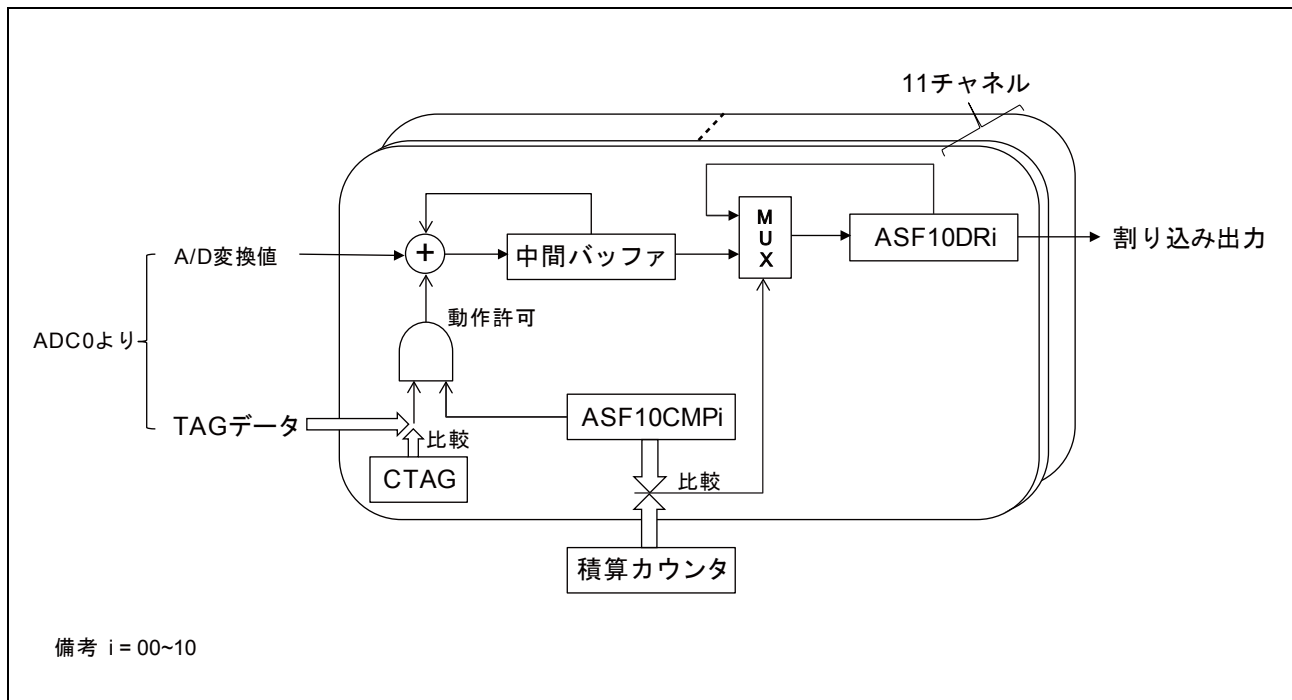 11チャネル
A/D変換値
+
中間バッファ
M
U
X
ASF10DRi
割り込み出力
動作許可
ADC0より
TAGデータ
比較
CTAG
ASF10CMPi
比較
積算カウンタ
備考 i = 00~10